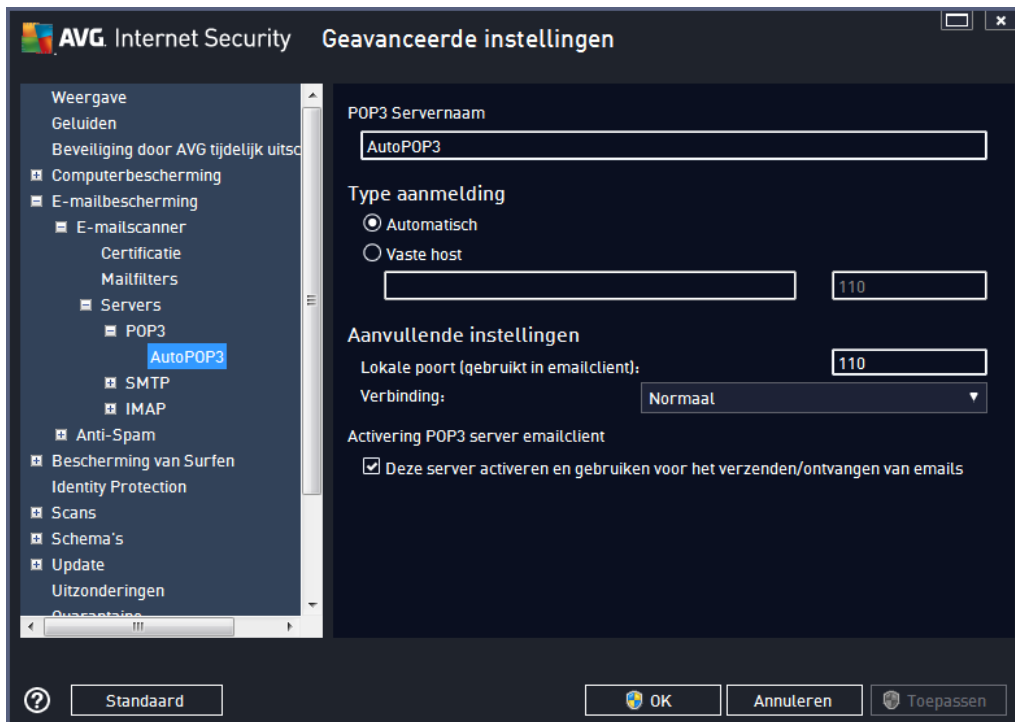 AVG. Internet Security Geavanceerde instellingen
Weergave
Geluiden
Beveiliging door AVG tijdelijk uitsc
Computerbescherming
E-mailbescherming
E-mailscanner
Certificatie
Mailfilters
Servers
POP3
AutoPOP3
SMTP
IMAP
Anti-Spam
Bescherming van Surfen
Identity Protection
Scans
Schema's
Update
Uitzonderingen
Quarantaine
POP3 Servernaam
AutoPOP3
Type aanmelding
Automatisch
Vaste host
110
Aanvullende instellingen
Lokale poort (gebruikt in emailclient): 110
Verbinding: Normaal
Activering POP3 server emailclient
Deze server activeren en gebruiken voor het verzenden/ontvangen van emails
Standaard OK Annuleren Toepassen